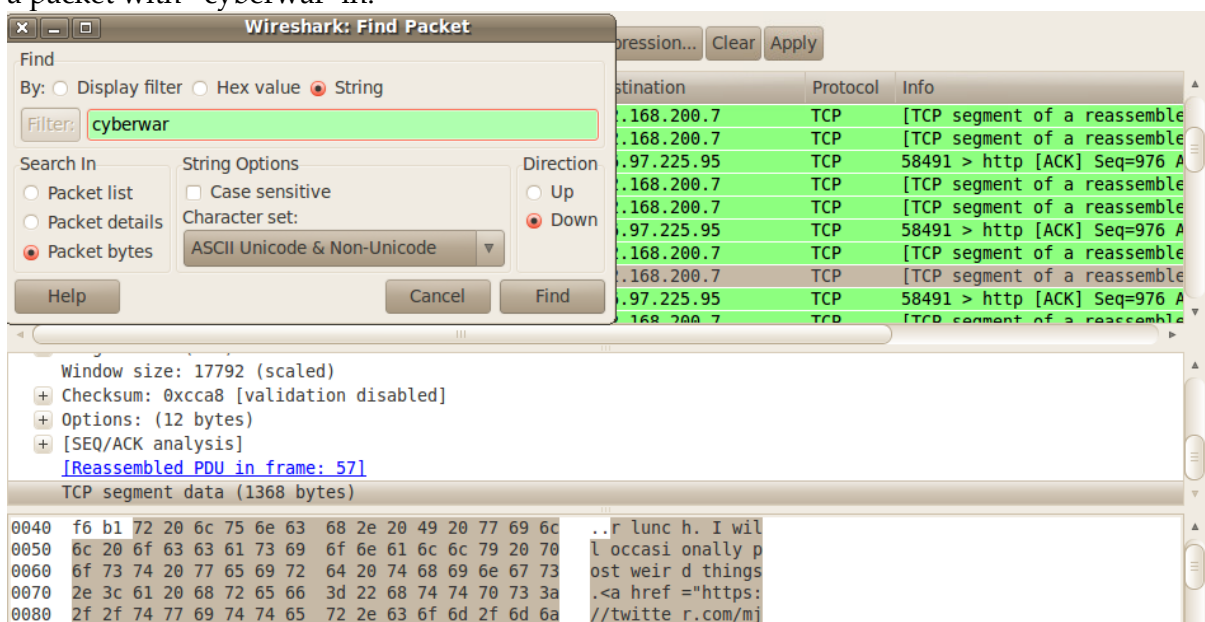 a packet with "cyberwar" in.
Wireshark: Find Packet
Find
By: Display filter Hex value String
Filter: cyberwar
Search In
Packet list
Packet details
Packet bytes
String Options
Case sensitive
Character set:
ASCII Unicode & Non-Unicode
Direction
Up
Down
Help Cancel Find
Clear Apply
Protocol Info
.168.200.7 TCP [TCP segment of a reassemble
.168.200.7 TCP [TCP segment of a reassemble
.97.225.95 TCP 58491 > http [ACK] Seq=976 A
.168.200.7 TCP [TCP segment of a reassemble
.168.200.7 TCP [TCP segment of a reassemble
.97.225.95 TCP 58491 > http [ACK] Seq=976 A
.168.200.7 TCP [TCP segment of a reassemble
.168.200.7 TCP [TCP segment of a reassemble
.97.225.95 TCP 58491 > http [ACK] Seq=976 A
.168.200.7 TCP [TCP segment of a reassemble
Window size: 17792 (scaled)
Checksum: 0xcca8 [validation disabled]
Options: (12 bytes)
[SEQ/ACK analysis]
[Reassembled PDU in frame: 57]
TCP segment data (1368 bytes)
0040 f6 b1 72 20 6c 75 6e 63 68 2e 20 49 20 77 69 6c ..r lunc h. I wil
0050 6c 20 6f 63 63 61 73 69 6f 6e 61 6c 6c 79 20 70 l occasi onally p
0060 6f 73 74 20 77 65 69 72 64 20 74 68 69 6e 67 73 ost weir d things
0070 2e 3c 61 20 68 72 65 66 3d 22 68 74 74 70 73 3a .<a href ="https:
0080 2f 2f 74 77 69 74 74 65 72 2e 63 6f 6d 2f 6d 6a //twitte r.com/mj